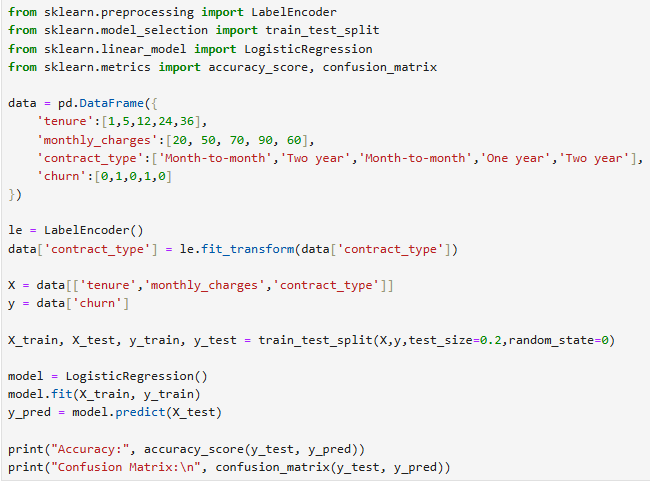 from sklearn.preprocessing import LabelEncoder
from sklearn.model_selection import train_test_split
from sklearn.linear_model import LogisticRegression
from sklearn.metrics import accuracy_score, confusion_matrix

data = pd.DataFrame({
    'tenure':[1,5,12,24,36],
    'monthly_charges':[20, 50, 70, 90, 60],
    'contract_type':['Month-to-month','Two year','Month-to-month','One year','Two year'],
    'churn':[0,1,0,1,0]
})

le = LabelEncoder()
data['contract_type'] = le.fit_transform(data['contract_type'])

X = data[['tenure','monthly_charges','contract_type']]
y = data['churn']

X_train, X_test, y_train, y_test = train_test_split(X,y,test_size=0.2,random_state=0)

model = LogisticRegression()
model.fit(X_train, y_train)
y_pred = model.predict(X_test)

print("Accuracy:", accuracy_score(y_test, y_pred))
print("Confusion Matrix:\n", confusion_matrix(y_test, y_pred))